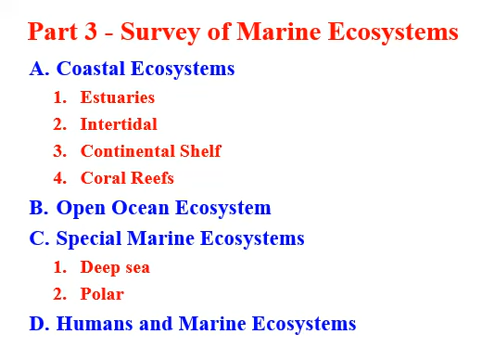 Part 3 - Survey of Marine Ecosystems
A. Coastal Ecosystems
1. Estuaries
2. Intertidal
3. Continental Shelf
4. Coral Reefs
B. Open Ocean Ecosystem
C. Special Marine Ecosystems
1. Deep sea
2. Polar
D. Humans and Marine Ecosystems